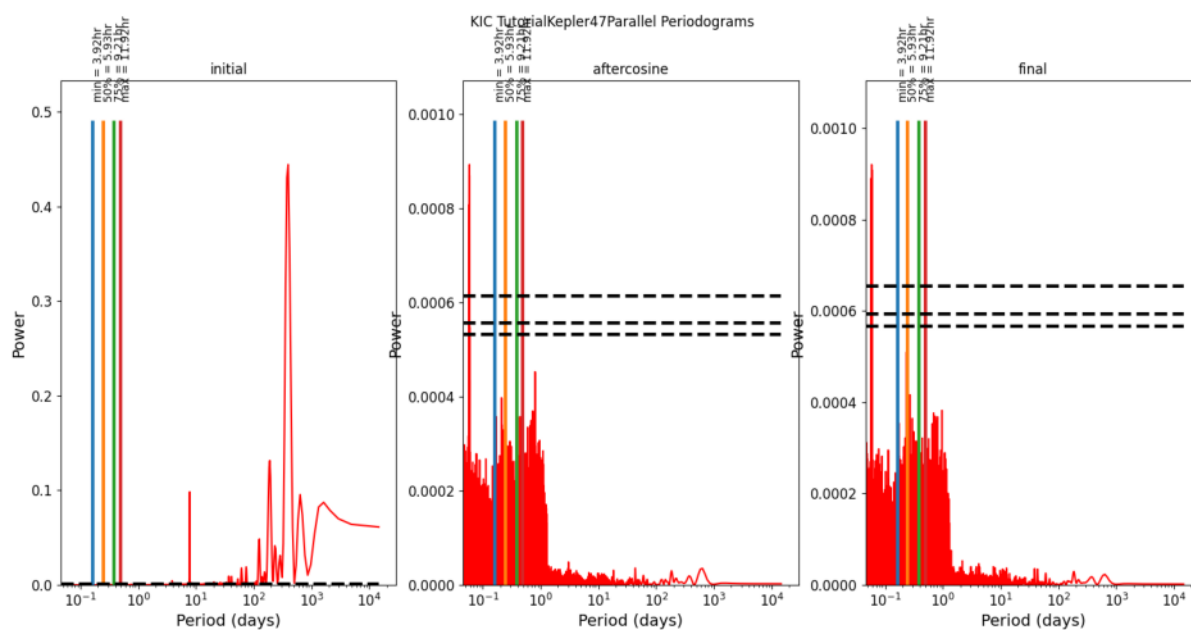 KIC TutorialKepler47Parallel Periodograms
min = 3.92hr
50% = 5.93hr
75% = 9.21hr
max = 11.92hr
initial
0.5
0.4
0.3
0.2
0.1
0.0
Power
10⁻¹ 10⁰ 10¹ 10² 10³ 10⁴
Period (days)
min = 3.92hr
50% = 5.93hr
75% = 9.21hr
max = 11.92hr
aftercosine
0.0010
0.0008
0.0006
0.0004
0.0002
0.0000
Power
10⁻¹ 10⁰ 10¹ 10² 10³ 10⁴
Period (days)
min = 3.92hr
50% = 5.93hr
75% = 9.21hr
max = 11.92hr
final
0.0010
0.0008
0.0006
0.0004
0.0002
0.0000
Power
10⁻¹ 10⁰ 10¹ 10² 10³ 10⁴
Period (days)